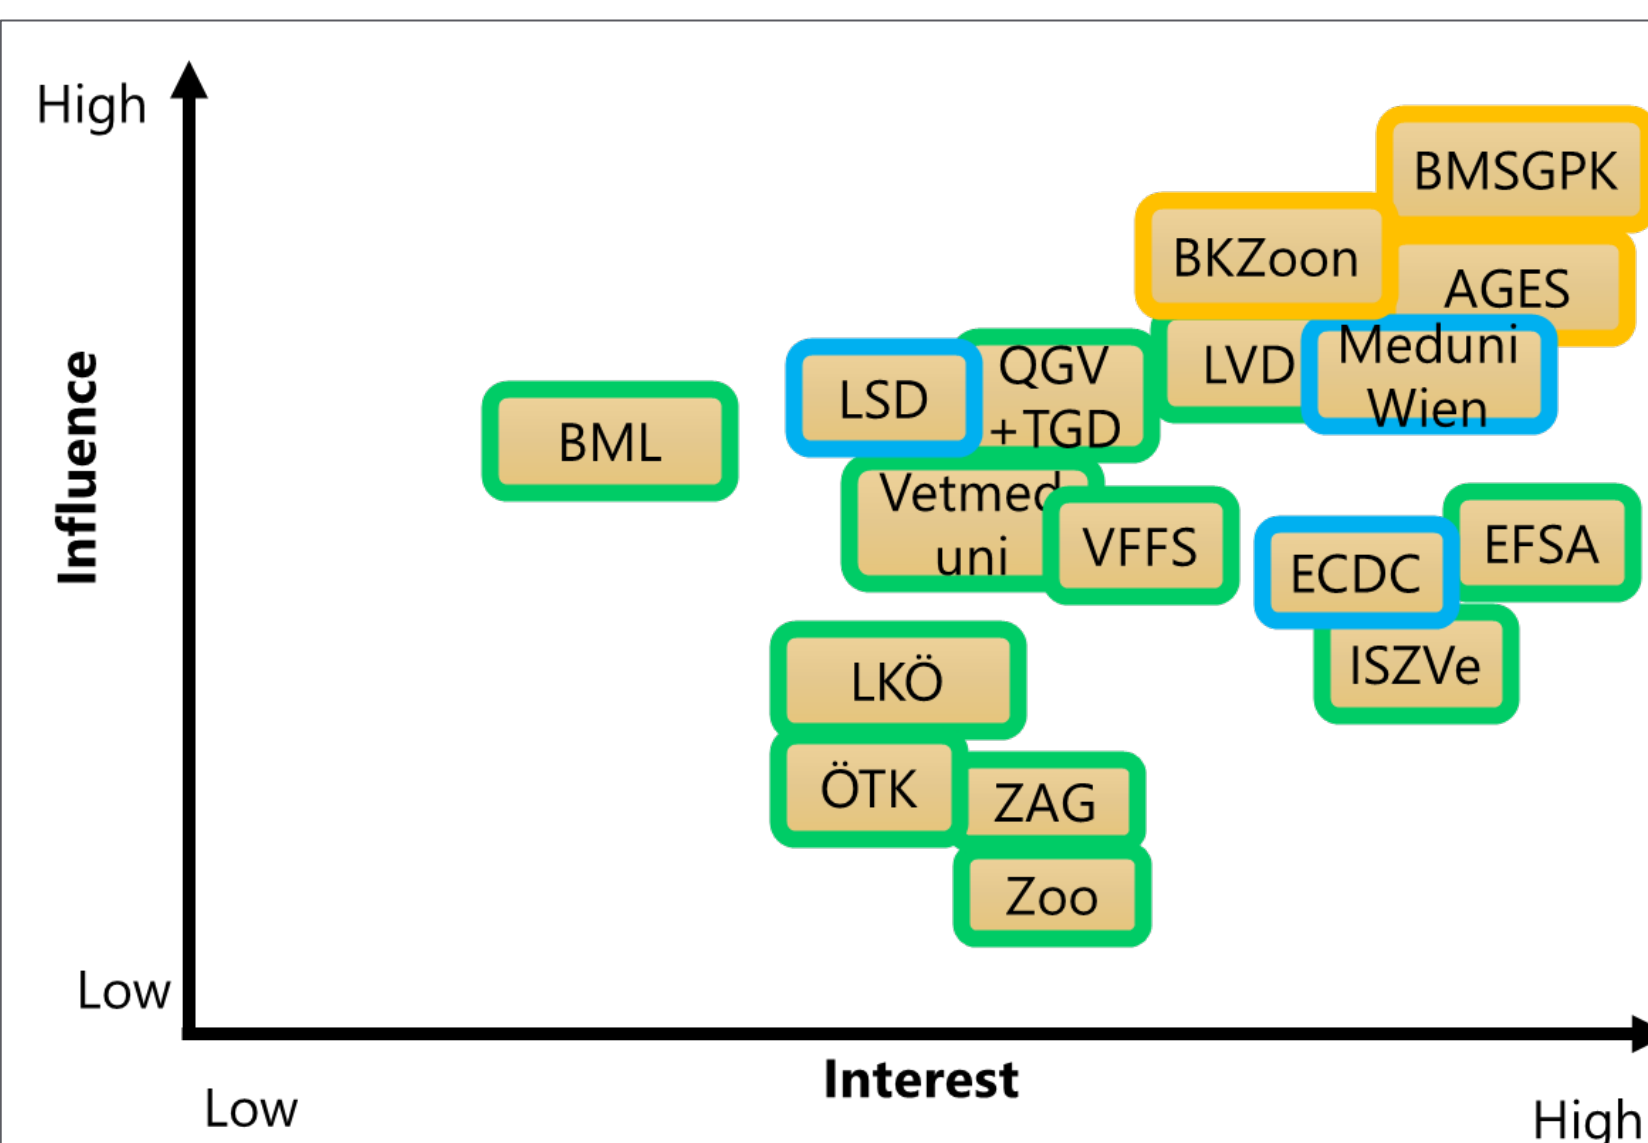 High
BMSGPK
BKZoon
AGES
Meduni
Wien
LVD
QGV
+TGD
LSD
BML
Influence
Vetmed
uni
VFFS
EFSA
ECDC
ISZVe
LKÖ
ÖTK
ZAG
Zoo
Low
Interest
Low
High